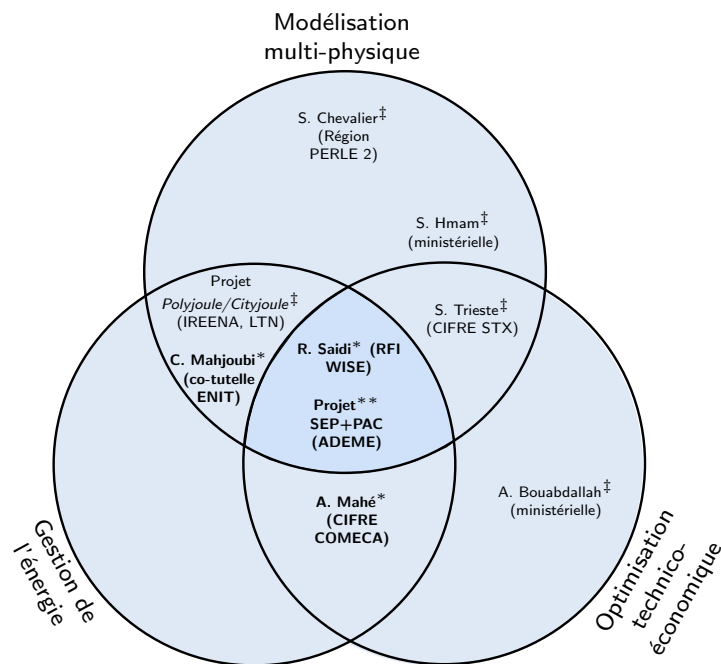 Modélisation
multi-physique
S. Chevalier‡
(Région
PERLE 2)
S. Hmam‡
(ministérielle)
Projet
Polyjoule/Cityjoule‡
(IREENA, LTN)
S. Trieste‡
(CIFRE STX)
C. Mahjoubi*
(co-tutelle
ENIT)
R. Saidi* (RFI
WISE)
Projet**
SEP+PAC
(ADEME)
A. Mahé*
(CIFRE
COMECA)
A. Bouabdallah‡
(ministérielle)
Gestion de
l'énergie
Optimisation
technico-
économique